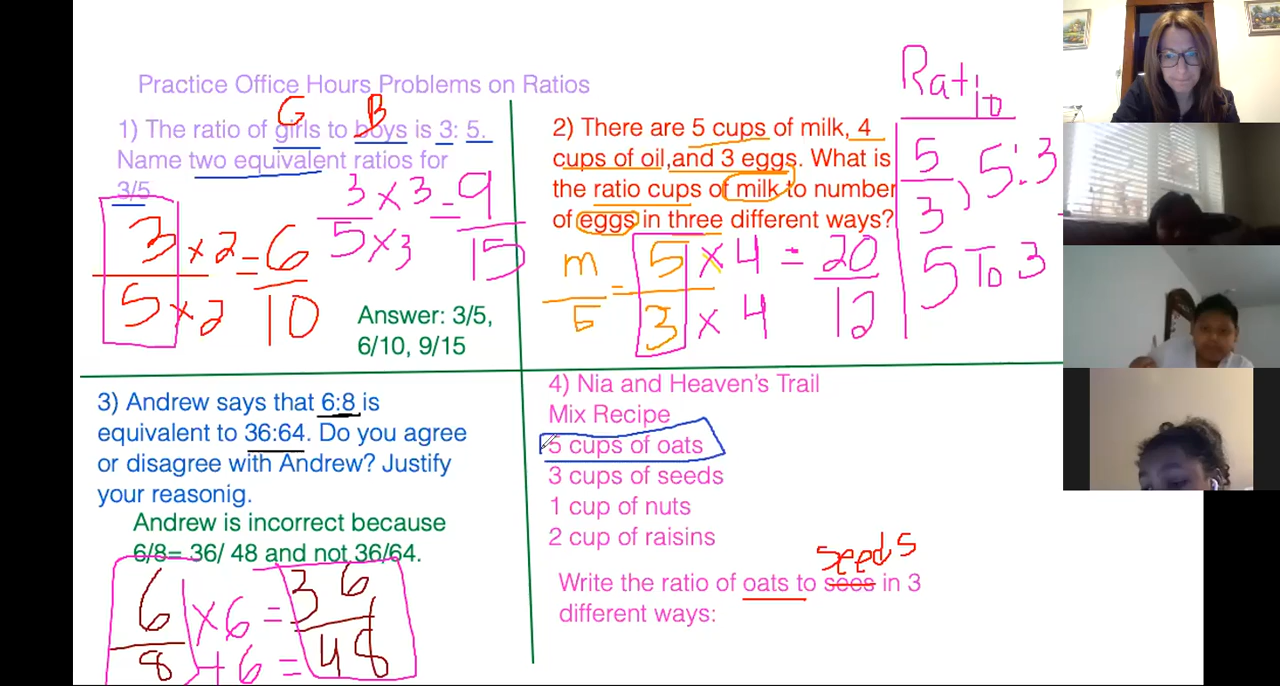 Practice Office Hours Problems on Ratios
G B
1) The ratio of girls to boys is 3: 5.
Name two equivalent ratios for
3/5
3 x 2 = 6
5 x 2 10
3 x 3 = 9
5 x 3 15
Answer: 3/5,
6/10, 9/15
2) There are 5 cups of milk, 4
cups of oil,and 3 eggs. What is
the ratio cups of milk to number
of eggs in three different ways?
m = 5 x 4 = 20
3 x 4 12
Ratio
5
3 , 5:3
5 To 3
3) Andrew says that 6:8 is
equivalent to 36:64. Do you agree
or disagree with Andrew? Justify
your reasonig.
Andrew is incorrect because
6/8= 36/ 48 and not 36/64.
6 x 6 = 36
8 + 6 = 48
4) Nia and Heaven's Trail
Mix Recipe
5 cups of oats
3 cups of seeds
1 cup of nuts
2 cup of raisins
seeds
Write the ratio of oats to sees in 3
different ways: